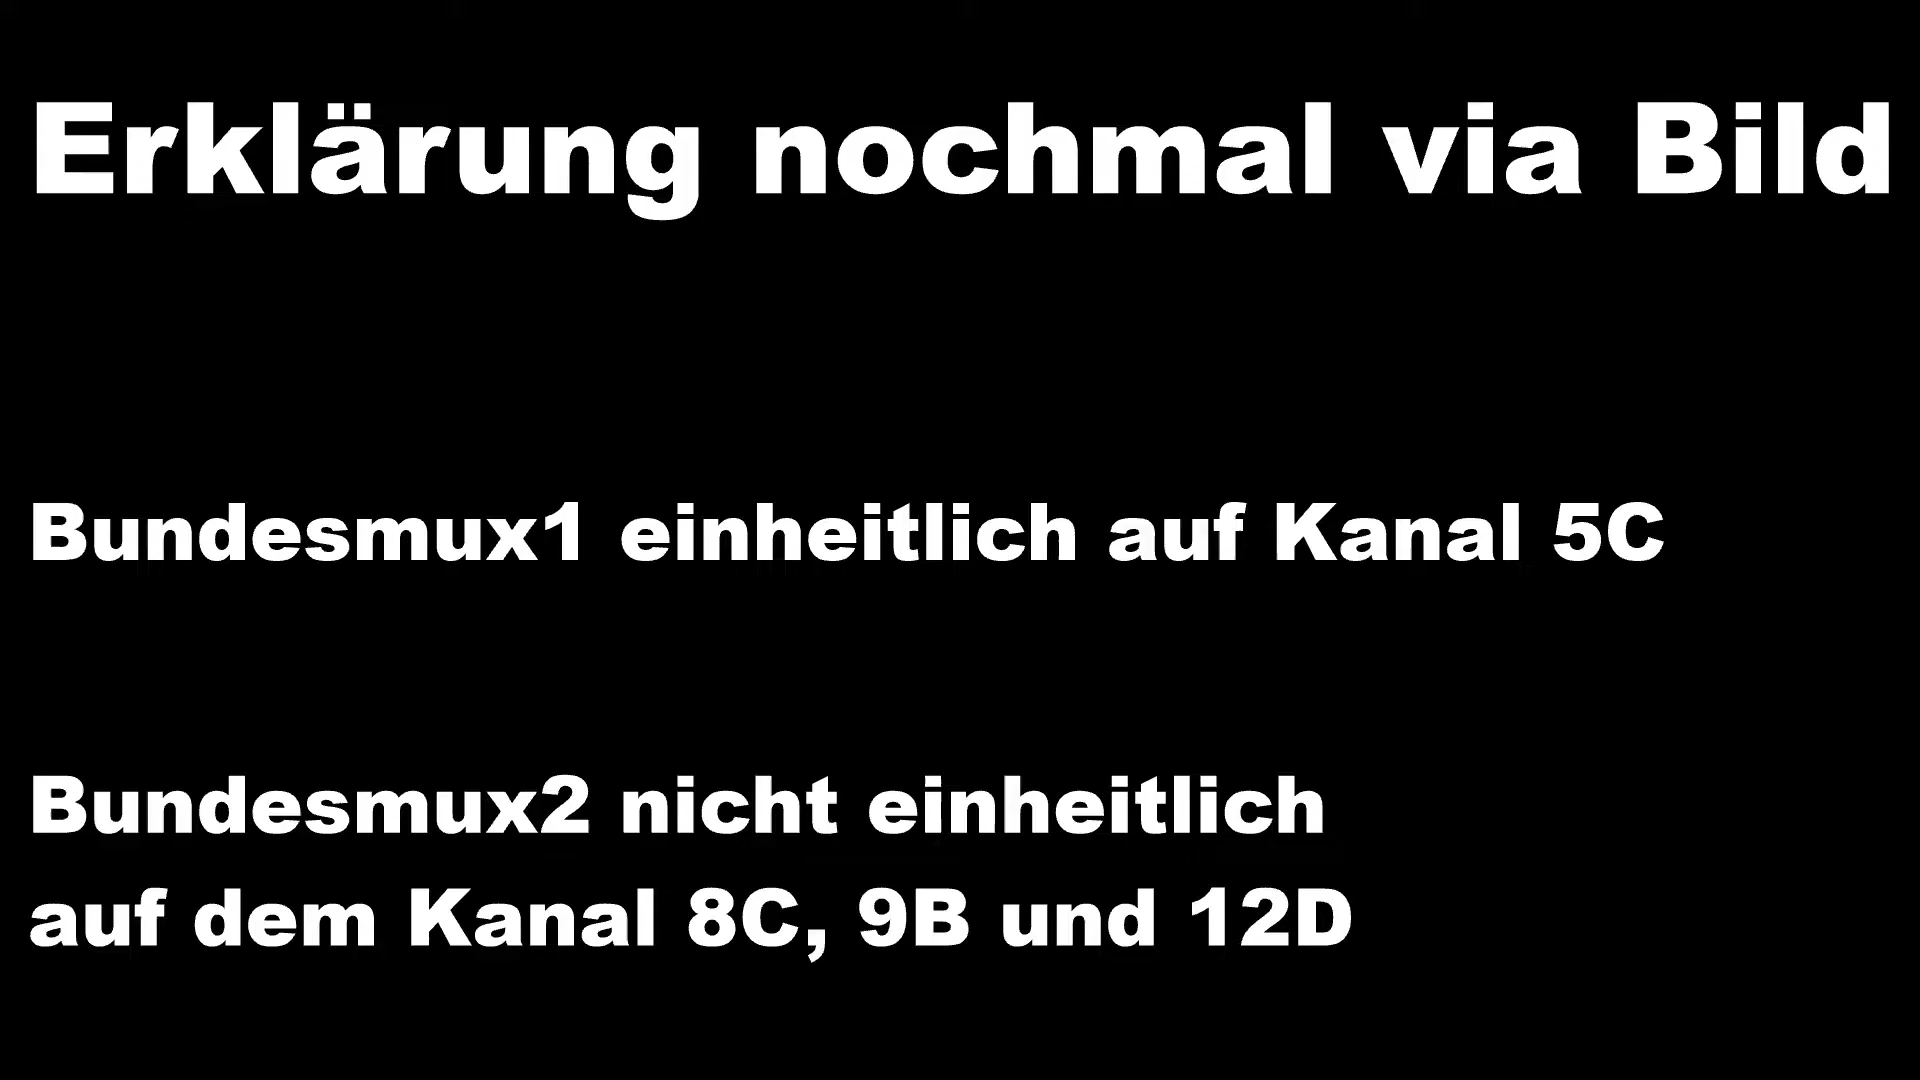 Erklärung nochmal via Bild
Bundesmux1 einheitlich auf Kanal 5C
Bundesmux2 nicht einheitlich
auf dem Kanal 8C, 9B und 12D